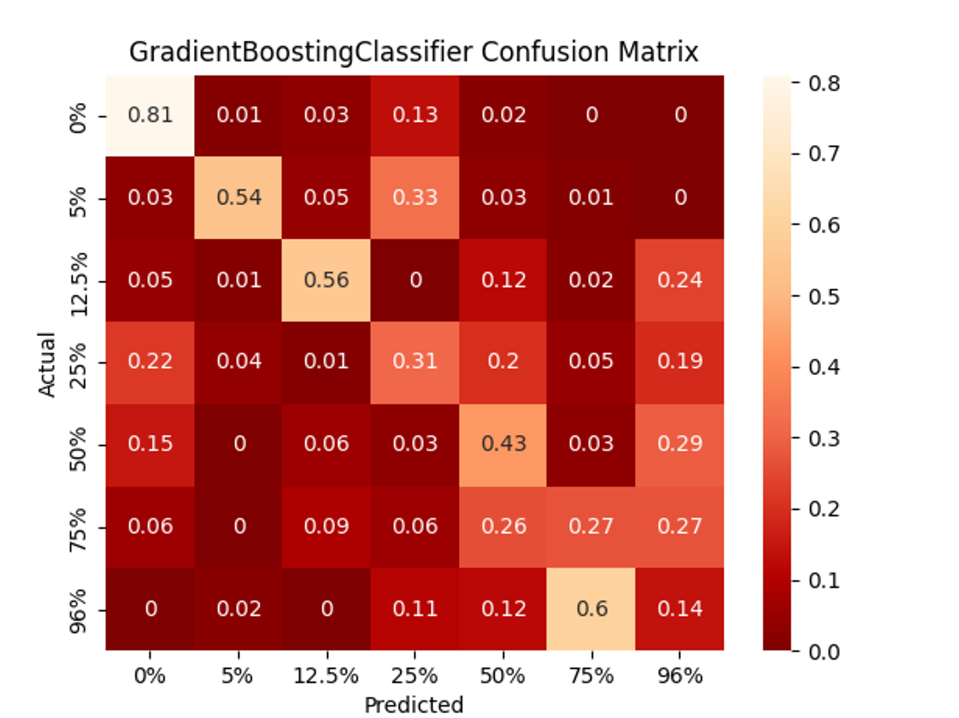 GradientBoostingClassifier Confusion Matrix
0% 0.81 0.01 0.03 0.13 0.02 0 0
5% 0.03 0.54 0.05 0.33 0.03 0.01 0
12.5% 0.05 0.01 0.56 0 0.12 0.02 0.24
25% 0.22 0.04 0.01 0.31 0.2 0.05 0.19
50% 0.15 0 0.06 0.03 0.43 0.03 0.29
75% 0.06 0 0.09 0.06 0.26 0.27 0.27
96% 0 0.02 0 0.11 0.12 0.6 0.14
0% 5% 12.5% 25% 50% 75% 96%
Predicted
Actual
0.8
0.7
0.6
0.5
0.4
0.3
0.2
0.1
0.0